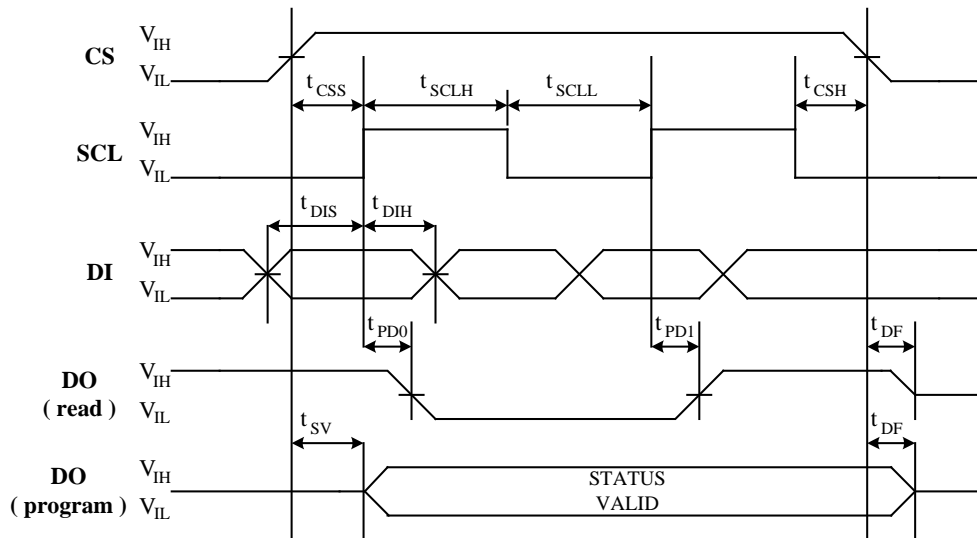 CS
V_IH
V_IL
t_CSS
t_SCLH
t_SCLL
t_CSH
SCL
V_IH
V_IL
t_DIS
t_DIH
DI
V_IH
V_IL
t_PD0
t_PD1
t_DF
DO
( read )
V_IH
V_IL
t_SV
t_DF
DO
( program )
V_IH
V_IL
STATUS
VALID